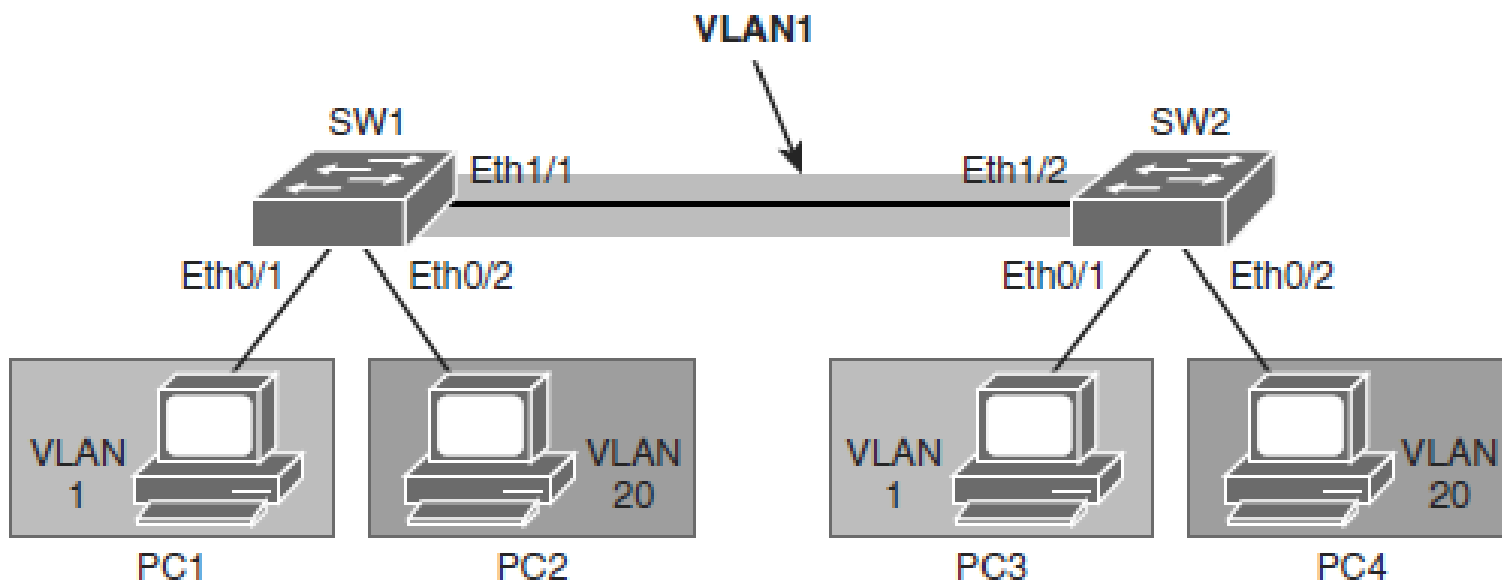 VLAN1
SW1
SW2
Eth1/1
Eth1/2
Eth0/1
Eth0/2
Eth0/1
Eth0/2
VLAN
1
VLAN
20
VLAN
1
VLAN
20
PC1
PC2
PC3
PC4